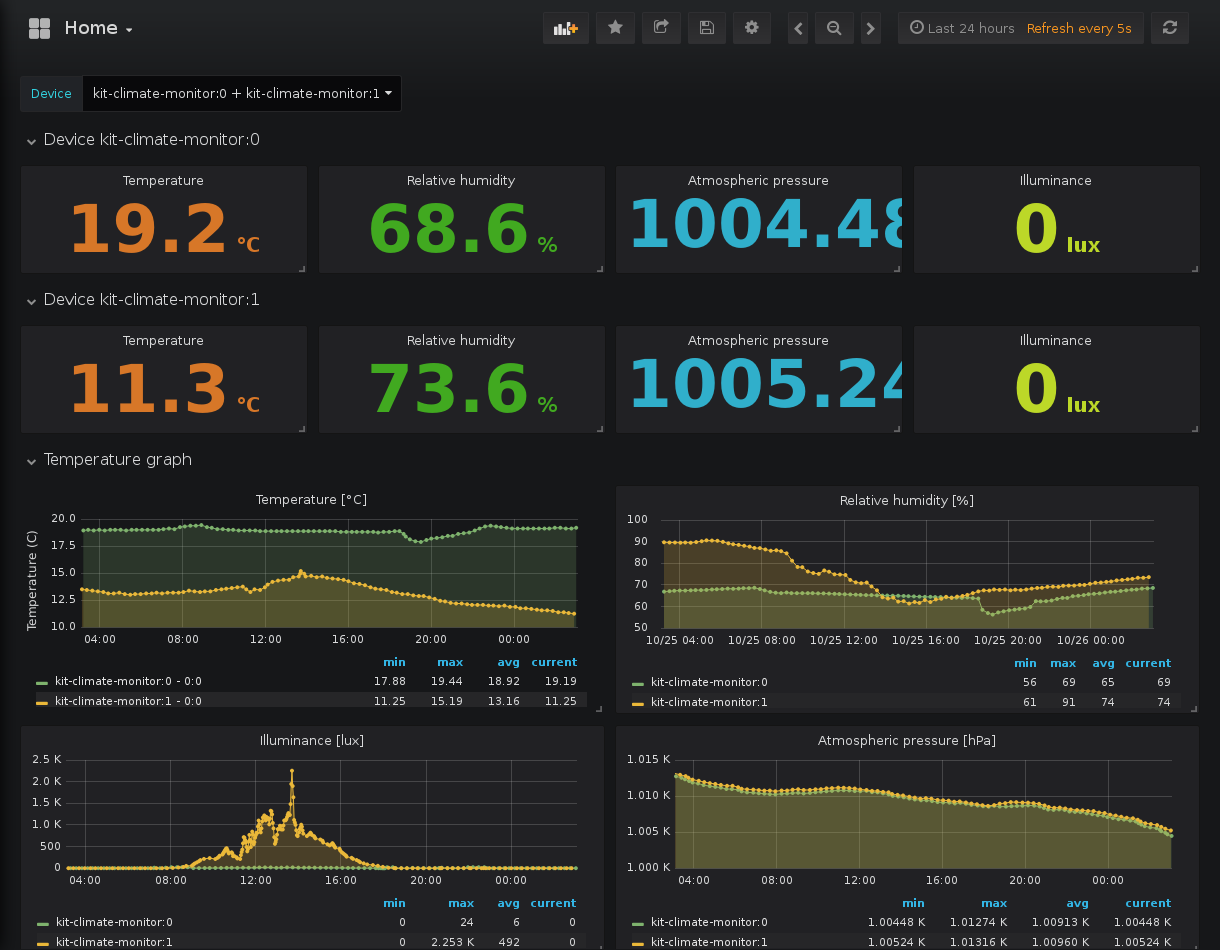 Home
Last 24 hours Refresh every 5s
Device kit-climate-monitor:0 + kit-climate-monitor:1
Device kit-climate-monitor:0
Temperature Relative humidity Atmospheric pressure Illuminance
19.2 °C 68.6 % 1004.48 0 lux
Device kit-climate-monitor:1
Temperature Relative humidity Atmospheric pressure Illuminance
11.3 °C 73.6 % 1005.24 0 lux
Temperature graph
Temperature [°C]
Temperature (C)
20.0
17.5
15.0
12.5
10.0
04:00 08:00 12:00 16:00 20:00 00:00
min max avg current
kit-climate-monitor:0 - 0:0 17.88 19.44 18.92 19.19
kit-climate-monitor:1 - 0:0 11.25 15.19 13.16 11.25
Relative humidity [%]
100
90
80
70
60
50
10/25 04:00 10/25 08:00 10/25 12:00 10/25 16:00 10/25 20:00 10/26 00:00
min max avg current
kit-climate-monitor:0 56 69 65 69
kit-climate-monitor:1 61 91 74 74
Illuminance [lux]
2.5 K
2.0 K
1.5 K
1.0 K
500
0
04:00 08:00 12:00 16:00 20:00 00:00
min max avg current
kit-climate-monitor:0 0 24 6 0
kit-climate-monitor:1 0 2.253 K 492 0
Atmospheric pressure [hPa]
1.015 K
1.010 K
1.005 K
1.000 K
04:00 08:00 12:00 16:00 20:00 00:00
min max avg current
kit-climate-monitor:0 1.00448 K 1.01274 K 1.00913 K 1.00448 K
kit-climate-monitor:1 1.00524 K 1.01316 K 1.00960 K 1.00524 K